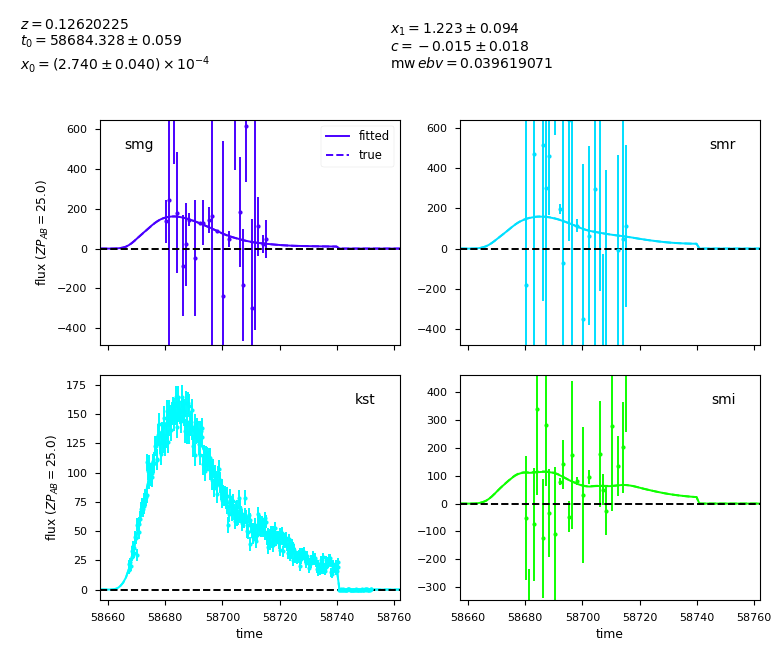 z = 0.12620225
t₀ = 58684.328 ± 0.059
x₀ = (2.740 ± 0.040) × 10⁻⁴
x₁ = 1.223 ± 0.094
c = −0.015 ± 0.018
mw ebv = 0.039619071
smg
fitted
true
600
400
200
0
−200
−400
flux (ZP_AB = 25.0)
smr
600
400
200
0
−200
−400
kst
175
150
125
100
75
50
25
0
flux (ZP_AB = 25.0)
58660 58680 58700 58720 58740 58760
time
smi
400
300
200
100
0
−100
−200
−300
58660 58680 58700 58720 58740 58760
time